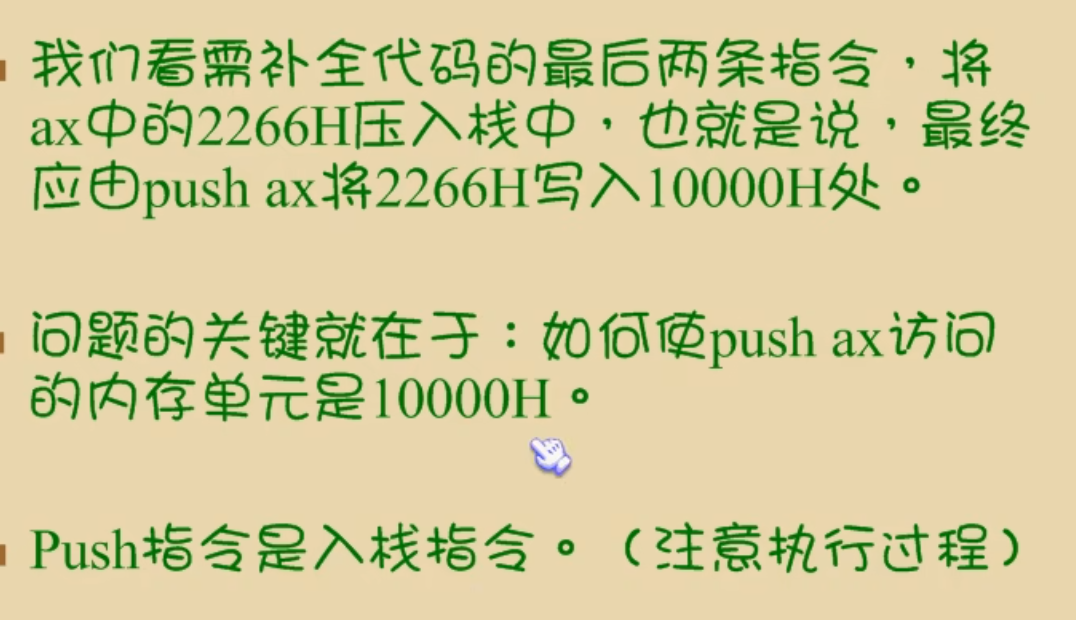 我们看需补全代码的最后两条指令，将
ax中的2266H压入栈中，也就是说，最终
应由push ax将2266H写入10000H处。
问题的关键就在于：如何使push ax访问
的内存单元是10000H。
Push指令是入栈指令。（注意执行过程）